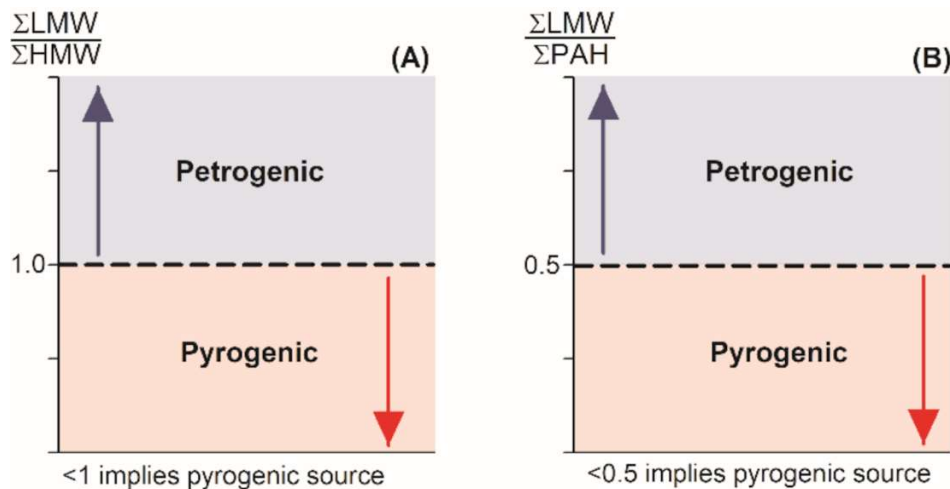 ΣLMW
ΣHMW
(A)
Petrogenic
1.0
Pyrogenic
<1 implies pyrogenic source
ΣLMW
ΣPAH
(B)
Petrogenic
0.5
Pyrogenic
<0.5 implies pyrogenic source